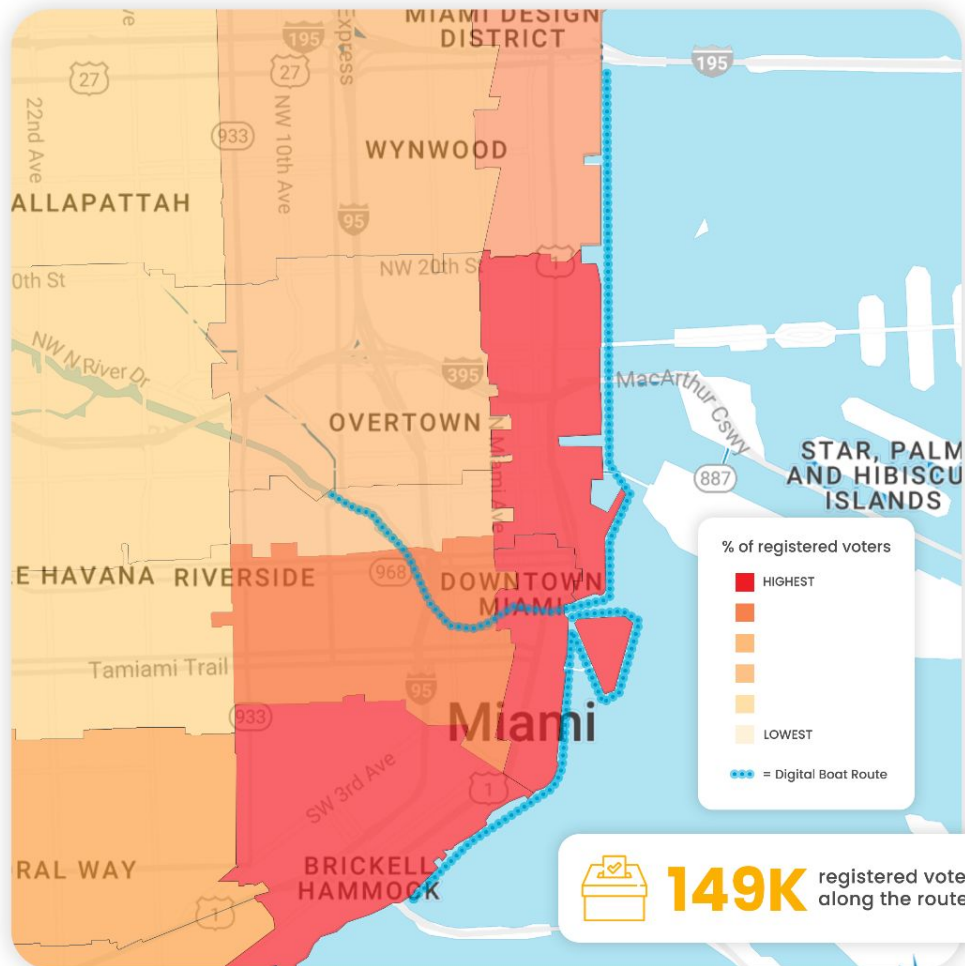 MIAMI DESIGN
DISTRICT
Express
195
195
27
27
22nd Ave
933
NW 10th Ave
WYNWOOD
95
ALLAPATTAH
NW 20th St
1
0th St
NW N River Dr
395
MacArthur Cswy
OVERTOWN
N Miami Ave
887
STAR, PALM
AND HIBISCU
ISLANDS
% of registered voters
HIGHEST
LOWEST
= Digital Boat Route
E HAVANA
RIVERSIDE
968
DOWNTOWN
MIAMI
Tamiami Trail
95
933
Miami
SW 3rd Ave
1
RAL WAY
BRICKELL
HAMMOCK
1
149K
registered vote
along the route